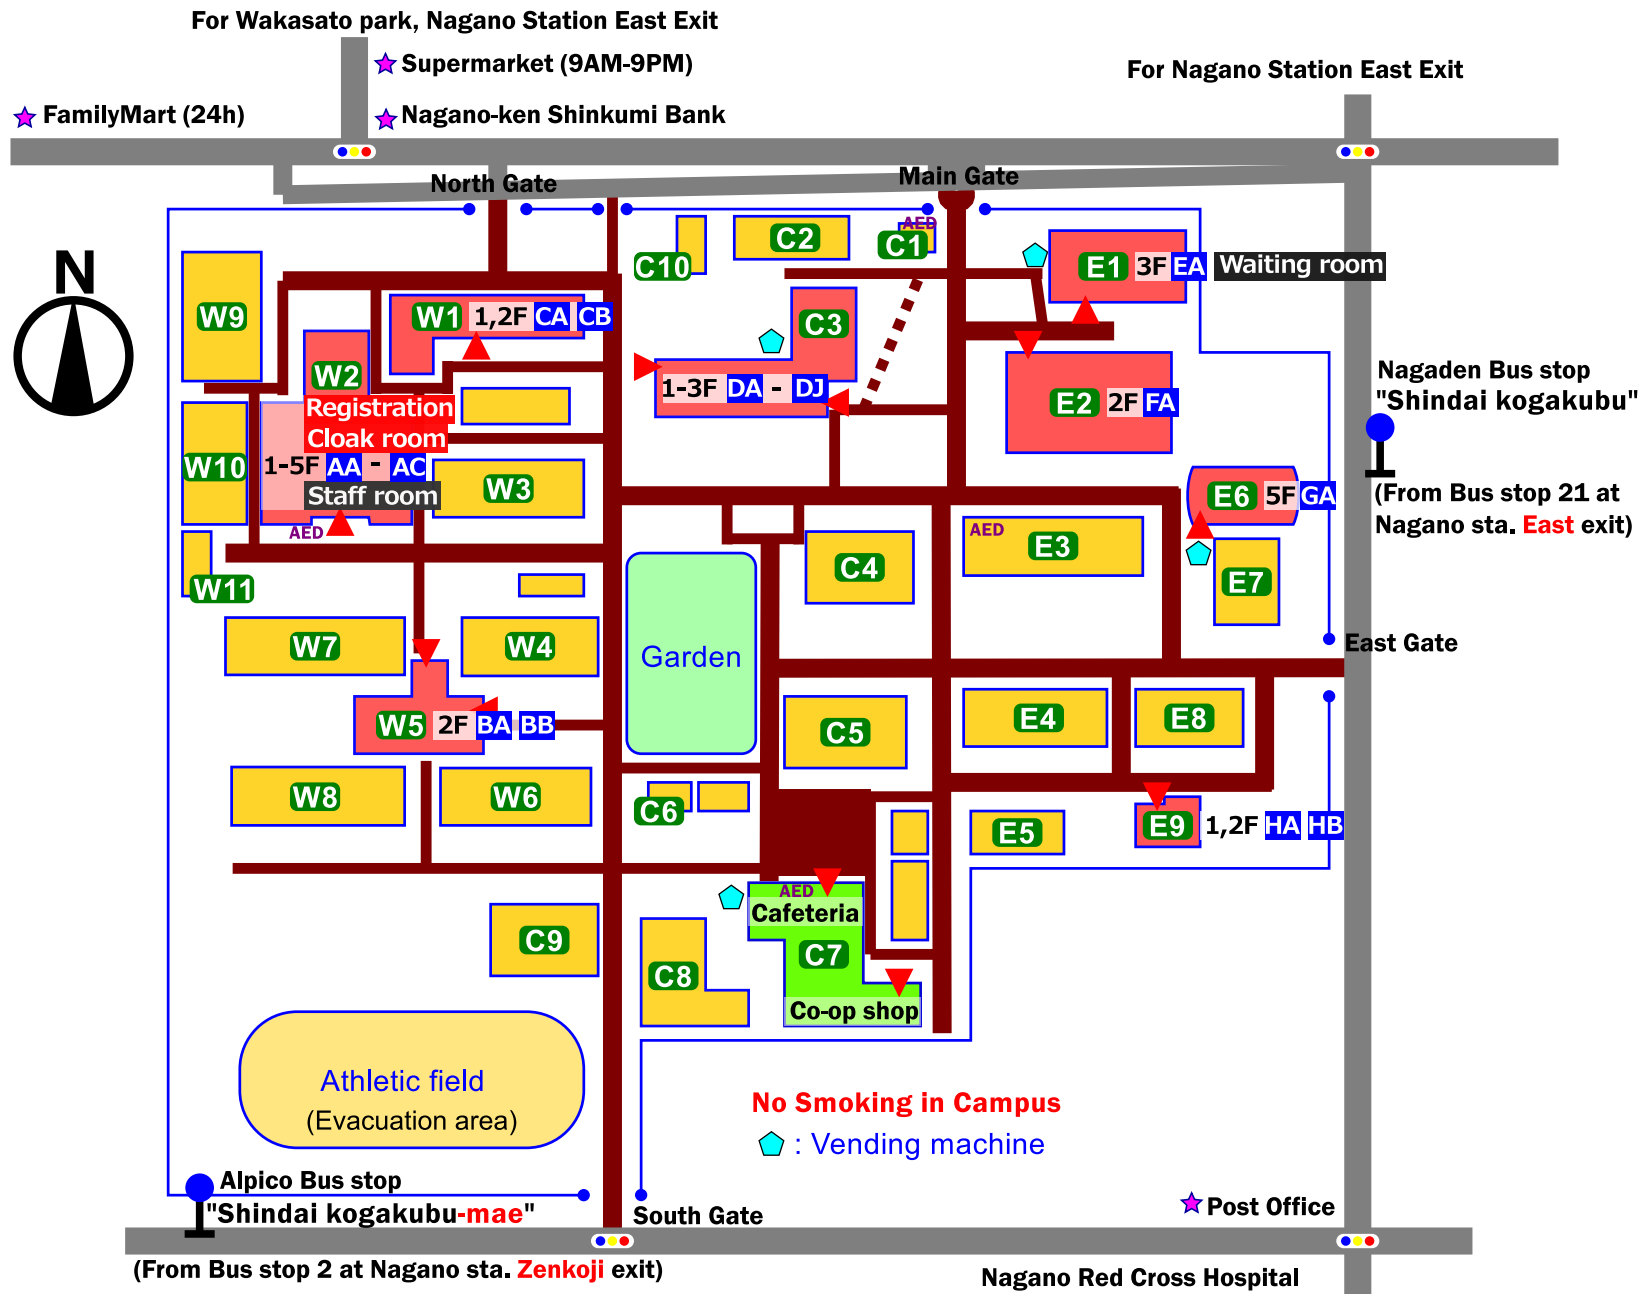 For Wakasato park, Nagano Station East Exit
Supermarket (9AM-9PM)
For Nagano Station East Exit
FamilyMart (24h)
Nagano-ken Shinkumi Bank
North Gate
Main Gate
N
AED
C2
C1
C10
E1 3F EA Waiting room
W9
W1 1,2F CA CB
C3
W2
1-3F DA - DJ
E2 2F FA
Nagaden Bus stop
"Shindai kogakubu"
Registration
Cloak room
W10
1-5F AA - AC
Staff room
W3
E6 5F GA
(From Bus stop 21 at
Nagano sta. East exit)
AED
AED
E3
C4
E7
W11
W7
W4
Garden
East Gate
W5 2F BA BB
C5
E4
E8
W8
W6
C6
E5
E9 1,2F HA HB
AED
Cafeteria
C9
C7
C8
Co-op shop
Athletic field
(Evacuation area)
No Smoking in Campus
: Vending machine
Alpico Bus stop
"Shindai kogakubu-mae"
South Gate
Post Office
(From Bus stop 2 at Nagano sta. Zenkoji exit)
Nagano Red Cross Hospital